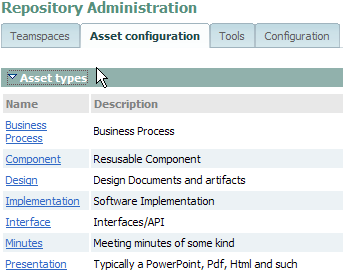 Repository Administration
Teamspaces Asset configuration Tools Configuration
Asset types
Name Description
Business Process Business Process
Component Resusable Component
Design Design Documents and artifacts
Implementation Software Implementation
Interface Interfaces/API
Minutes Meeting minutes of some kind
Presentation Typically a PowerPoint, Pdf, Html and such